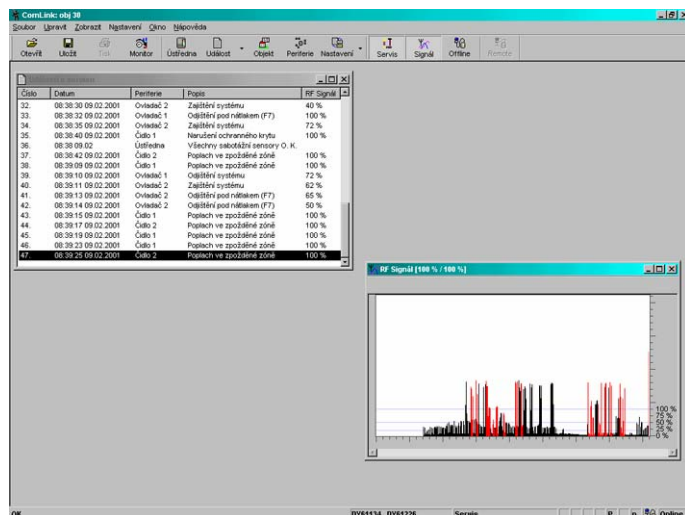 ComLink: obj 30
Soubor Upravit Zobrazit Nastavení Okno Nápověda
Otevřít Uložit Tisk Monitor Ústředna Událost Objekt Periferie Nastavení Servis Signál Offline Remote
Číslo Datum Periferie Popis RF Signál
32. 08:38:30 09.02.2001 Ovladač 2 Zajištění systému 40 %
33. 08:38:32 09.02.2001 Ovladač 1 Odjištění pod nátlakem (F7) 100 %
34. 08:38:35 09.02.2001 Ovladač 2 Zajištění systému 72 %
35. 08:38:40 09.02.2001 Čidlo 1 Narušení ochranného krytu 100 %
36. 08:38 09.02 Ústředna Všechny sabotážní sensory O. K.
37. 08:38:42 09.02.2001 Čidlo 2 Poplach ve zpožděné zóně 100 %
38. 08:39:09 09.02.2001 Čidlo 1 Poplach ve zpožděné zóně 100 %
39. 08:39:10 09.02.2001 Ovladač 1 Odjištění systému 72 %
40. 08:39:11 09.02.2001 Ovladač 2 Zajištění systému 62 %
41. 08:39:13 09.02.2001 Ovladač 2 Odjištění pod nátlakem (F7) 65 %
42. 08:39:14 09.02.2001 Ovladač 2 Odjištění pod nátlakem (F7) 50 %
43. 08:39:15 09.02.2001 Čidlo 1 Poplach ve zpožděné zóně 100 %
44. 08:39:17 09.02.2001 Čidlo 2 Poplach ve zpožděné zóně 100 %
45. 08:39:19 09.02.2001 Čidlo 1 Poplach ve zpožděné zóně 100 %
46. 08:39:23 09.02.2001 Čidlo 1 Poplach ve zpožděné zóně 100 %
47. 08:39:25 09.02.2001 Čidlo 2 Poplach ve zpožděné zóně 100 %
RF Signál [100 % / 100 %]
100 %
75 %
50 %
25 %
0 %
OK DY61134, DY61226 Servis P p Online